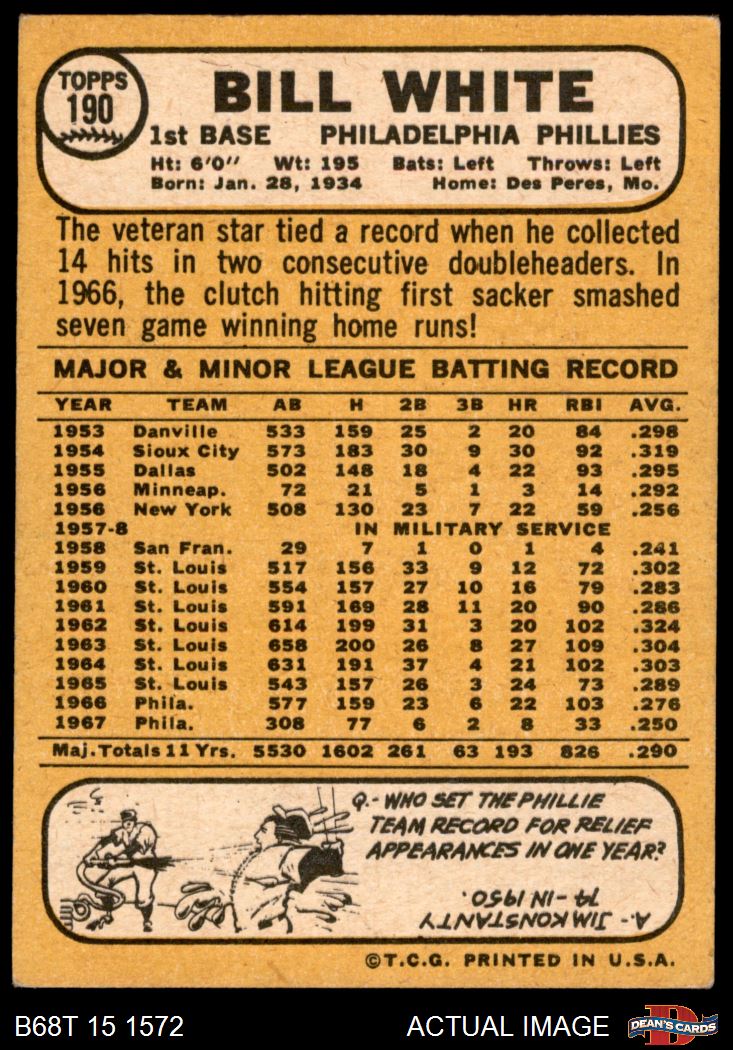 TOPPS
190
BILL WHITE
1st BASE PHILADELPHIA PHILLIES
Ht: 6'0" Wt: 195 Bats: Left Throws: Left
Born: Jan. 28, 1934 Home: Des Peres, Mo.
The veteran star tied a record when he collected
14 hits in two consecutive doubleheaders. In
1966, the clutch hitting first sacker smashed
seven game winning home runs!
MAJOR & MINOR LEAGUE BATTING RECORD
YEAR TEAM AB H 2B 3B HR RBI AVG.
1953 Danville 533 159 25 2 20 84 .298
1954 Sioux City 573 183 30 9 30 92 .319
1955 Dallas 502 148 18 4 22 93 .295
1956 Minneap. 72 21 5 1 3 14 .292
1956 New York 508 130 23 7 22 59 .256
1957-8 IN MILITARY SERVICE
1958 San Fran. 29 7 1 0 1 4 .241
1959 St. Louis 517 156 33 9 12 72 .302
1960 St. Louis 554 157 27 10 16 79 .283
1961 St. Louis 591 169 28 11 20 90 .286
1962 St. Louis 614 199 31 3 20 102 .324
1963 St. Louis 658 200 26 8 27 109 .304
1964 St. Louis 631 191 37 4 21 102 .303
1965 St. Louis 543 157 26 3 24 73 .289
1966 Phila. 577 159 23 6 22 103 .276
1967 Phila. 308 77 6 2 8 33 .250
Maj. Totals 11 Yrs. 5530 1602 261 63 193 826 .290
Q.- WHO SET THE PHILLIE
TEAM RECORD FOR RELIEF
APPEARANCES IN ONE YEAR?
A.- JIM KONSTANTY
74 - IN 1950.
©T.C.G. PRINTED IN U.S.A.
B68T 15 1572 ACTUAL IMAGE
D
DEAN'S CARDS